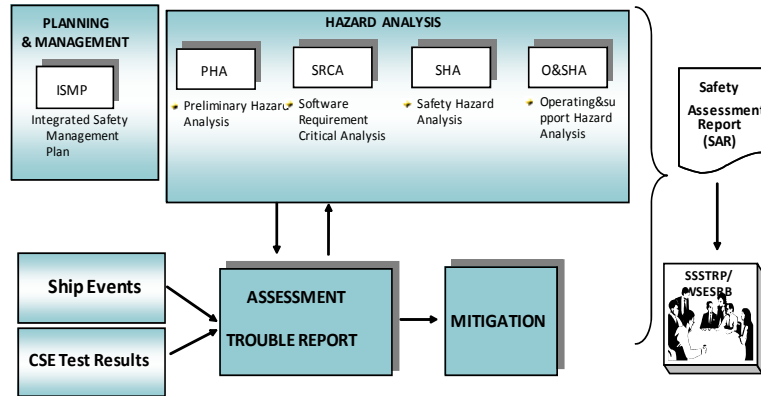 PLANNING
& MANAGEMENT
ISMP
Integrated Safety
Management
Plan
HAZARD ANALYSIS
PHA
Preliminary Hazard
Analysis
SRCA
Software
Requirement
Critical Analysis
SHA
Safety Hazard
Analysis
O&SHA
Operating&su
pport Hazard
Analysis
Safety
Assessment
Report
(SAR)
Ship Events
CSE Test Results
ASSESSMENT
TROUBLE REPORT
MITIGATION
SSSTRP/
WSESRB